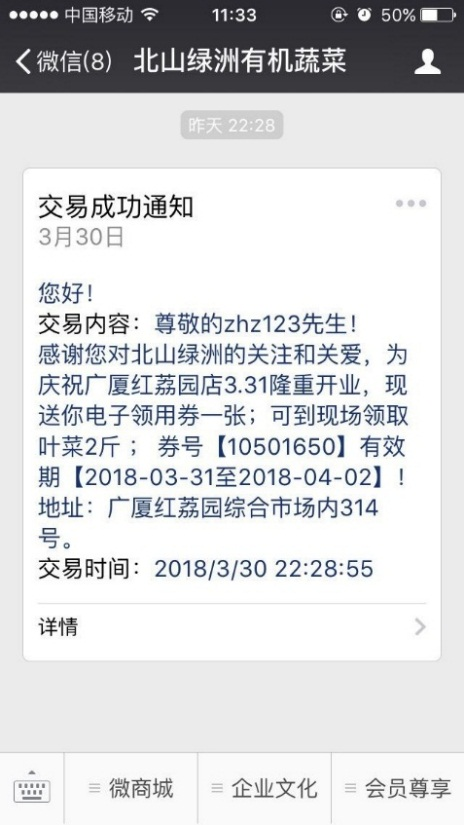 中国移动 11:33 50%
微信(8) 北山绿洲有机蔬菜
昨天 22:28
交易成功通知
3月30日
您好！
交易内容：尊敬的zhz123先生！
感谢您对北山绿洲的关注和关爱，为
庆祝广厦红荔园店3.31隆重开业，现
送你电子领用券一张；可到现场领取
叶菜2斤 ；券号【10501650】有效
期【2018-03-31至2018-04-02】！
地址：广厦红荔园综合市场内314
号。
交易时间：2018/3/30 22:28:55
详情
微商城 企业文化 会员尊享